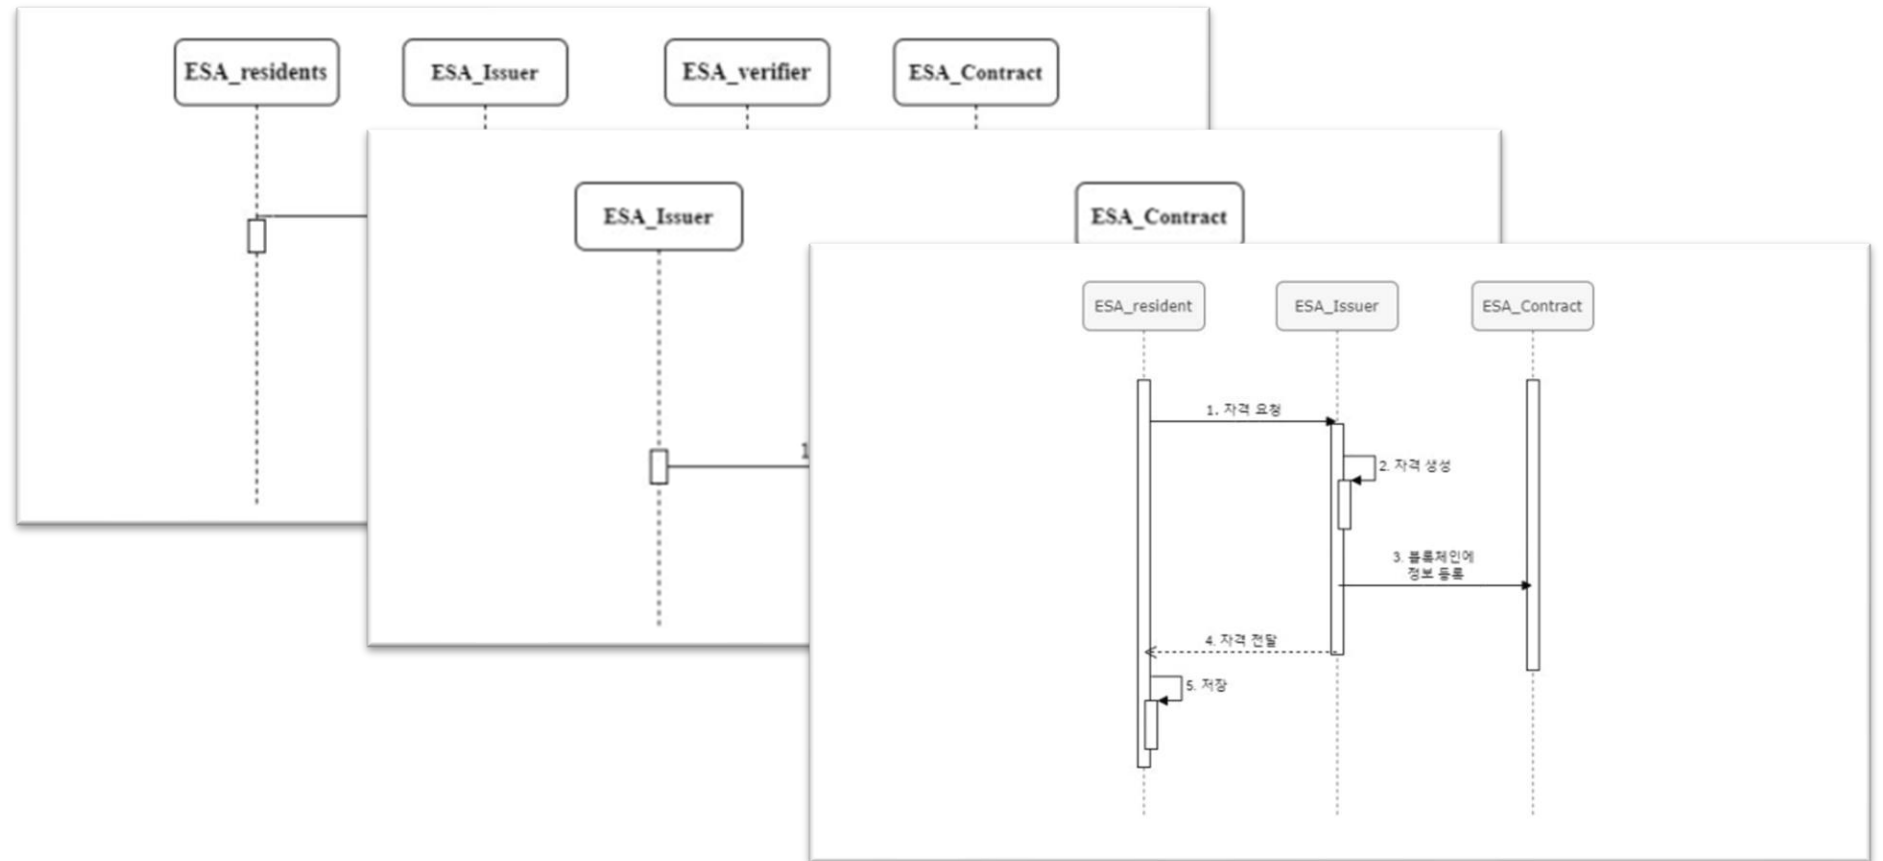 ESA_residents
ESA_Issuer
ESA_verifier
ESA_Contract
ESA_Issuer
ESA_Contract
1
ESA_resident
ESA_Issuer
ESA_Contract
1. 자격 요청
2. 자격 생성
3. 블록체인에
정보 등록
4. 자격 전달
5. 저장